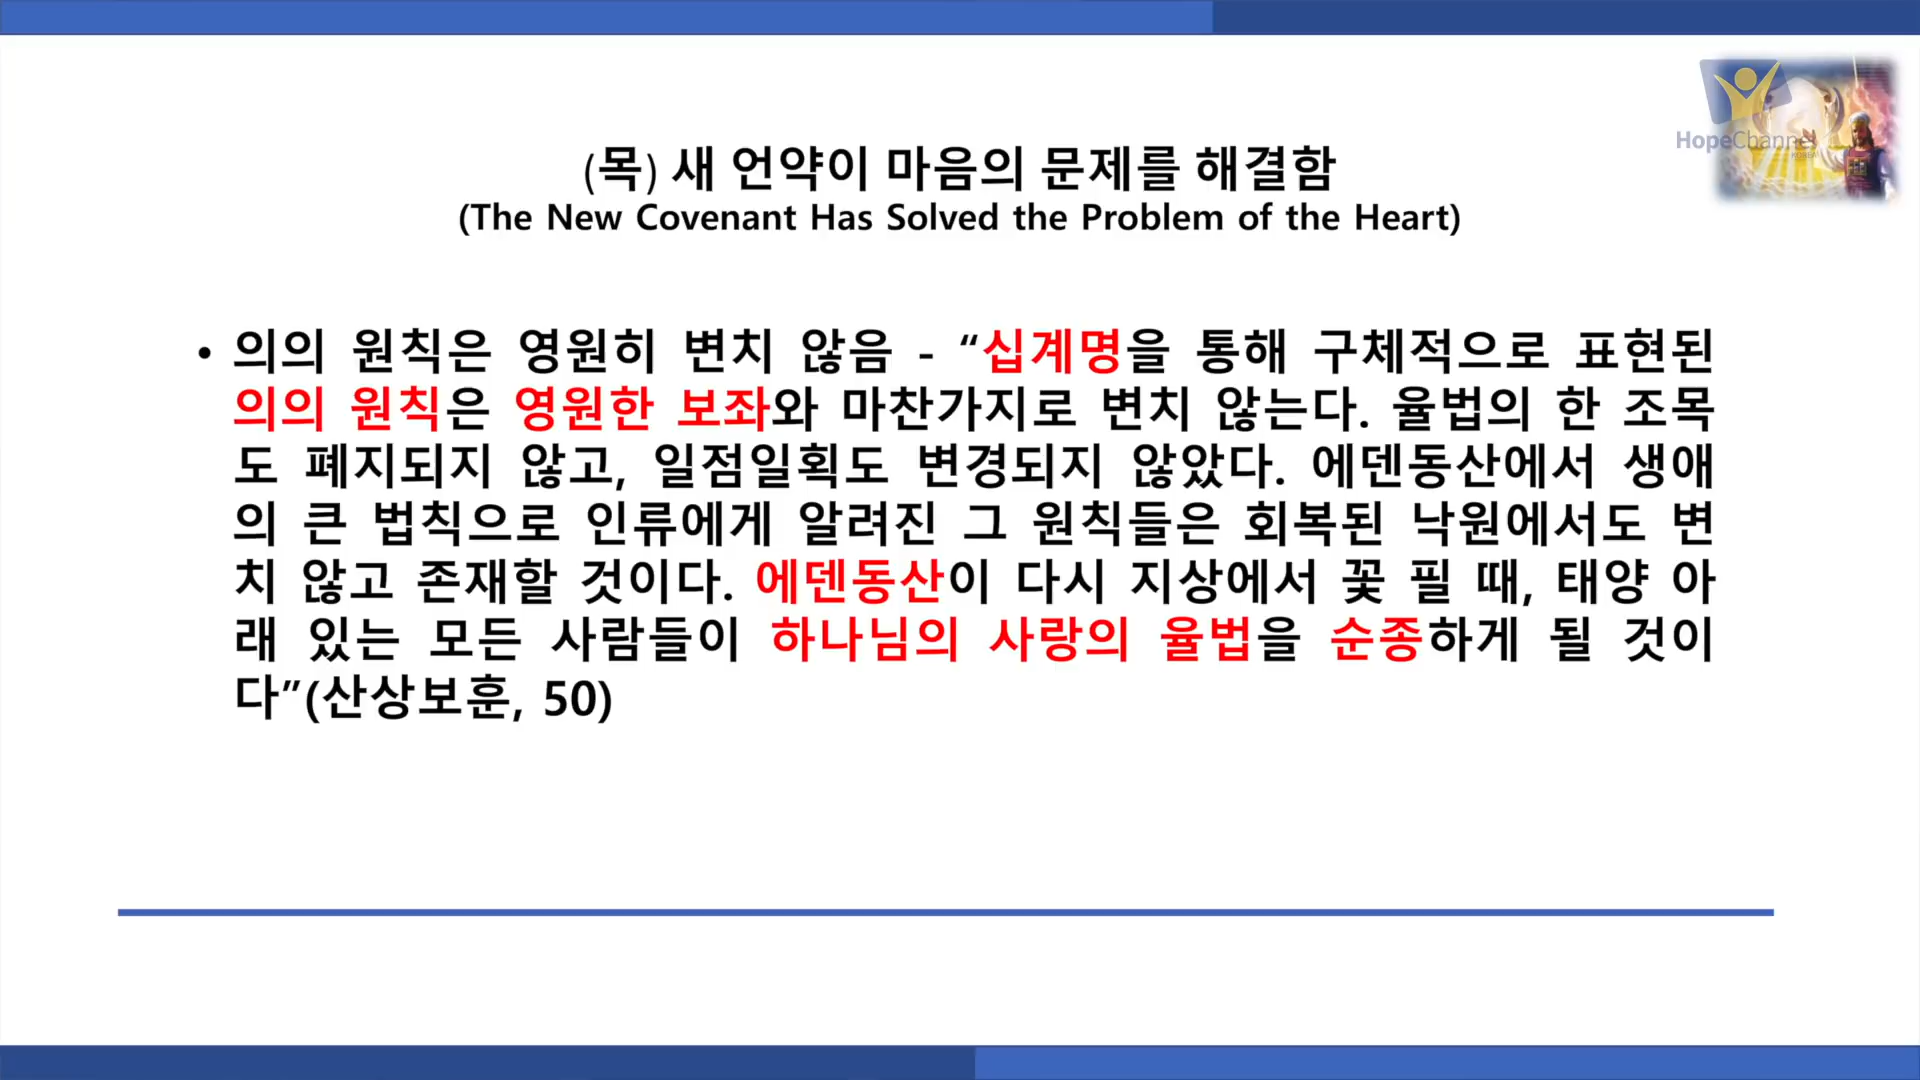 HopeChannel
KOREA
(목) 새 언약이 마음의 문제를 해결함
(The New Covenant Has Solved the Problem of the Heart)
• 의의 원칙은 영원히 변치 않음 - “십계명을 통해 구체적으로 표현된
의의 원칙은 영원한 보좌와 마찬가지로 변치 않는다. 율법의 한 조목
도 폐지되지 않고, 일점일획도 변경되지 않았다. 에덴동산에서 생애
의 큰 법칙으로 인류에게 알려진 그 원칙들은 회복된 낙원에서도 변
치 않고 존재할 것이다. 에덴동산이 다시 지상에서 꽃 필 때, 태양 아
래 있는 모든 사람들이 하나님의 사랑의 율법을 순종하게 될 것이
다”(산상보훈, 50)